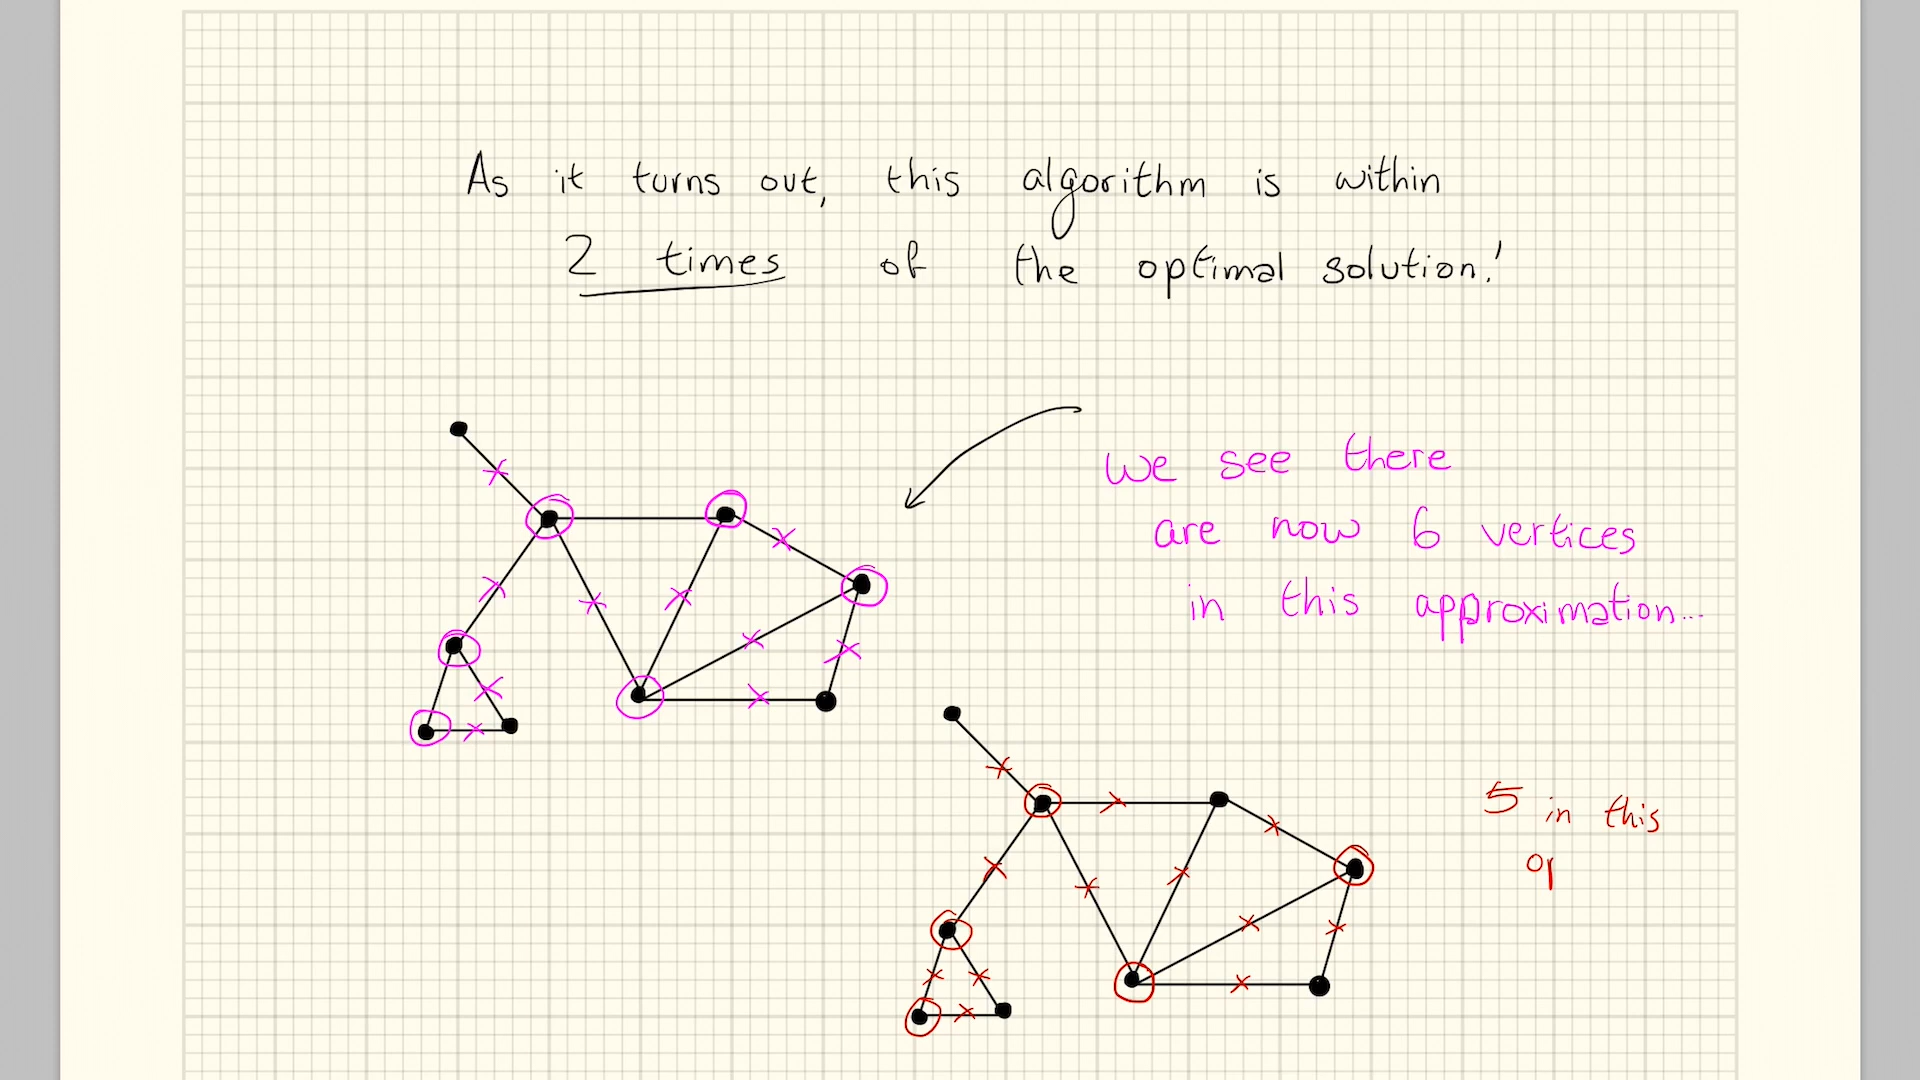 As it turns out, this algorithm is within
2 times of the optimal solution!
we see there
are now 6 vertices
in this approximation...
5 in this
op